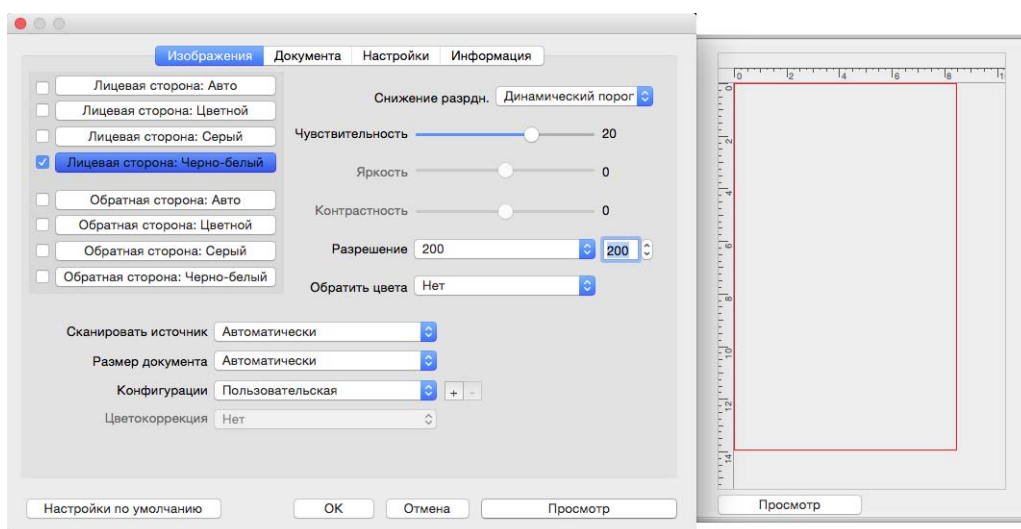 Изображения Документа Настройки Информация
Лицевая сторона: Авто
Лицевая сторона: Цветной
Лицевая сторона: Серый
Лицевая сторона: Черно-белый
Обратная сторона: Авто
Обратная сторона: Цветной
Обратная сторона: Серый
Обратная сторона: Черно-белый
Снижение разрдн. Динамический порог
Чувствительность 20
Яркость 0
Контрастность 0
Разрешение 200 200
Обратить цвета Нет
Сканировать источник Автоматически
Размер документа Автоматически
Конфигурации Пользовательская + -
Цветокоррекция Нет
Настройки по умолчанию OK Отмена Просмотр
0 2 4 6 8
0
2
4
6
8
10
12
14
Просмотр